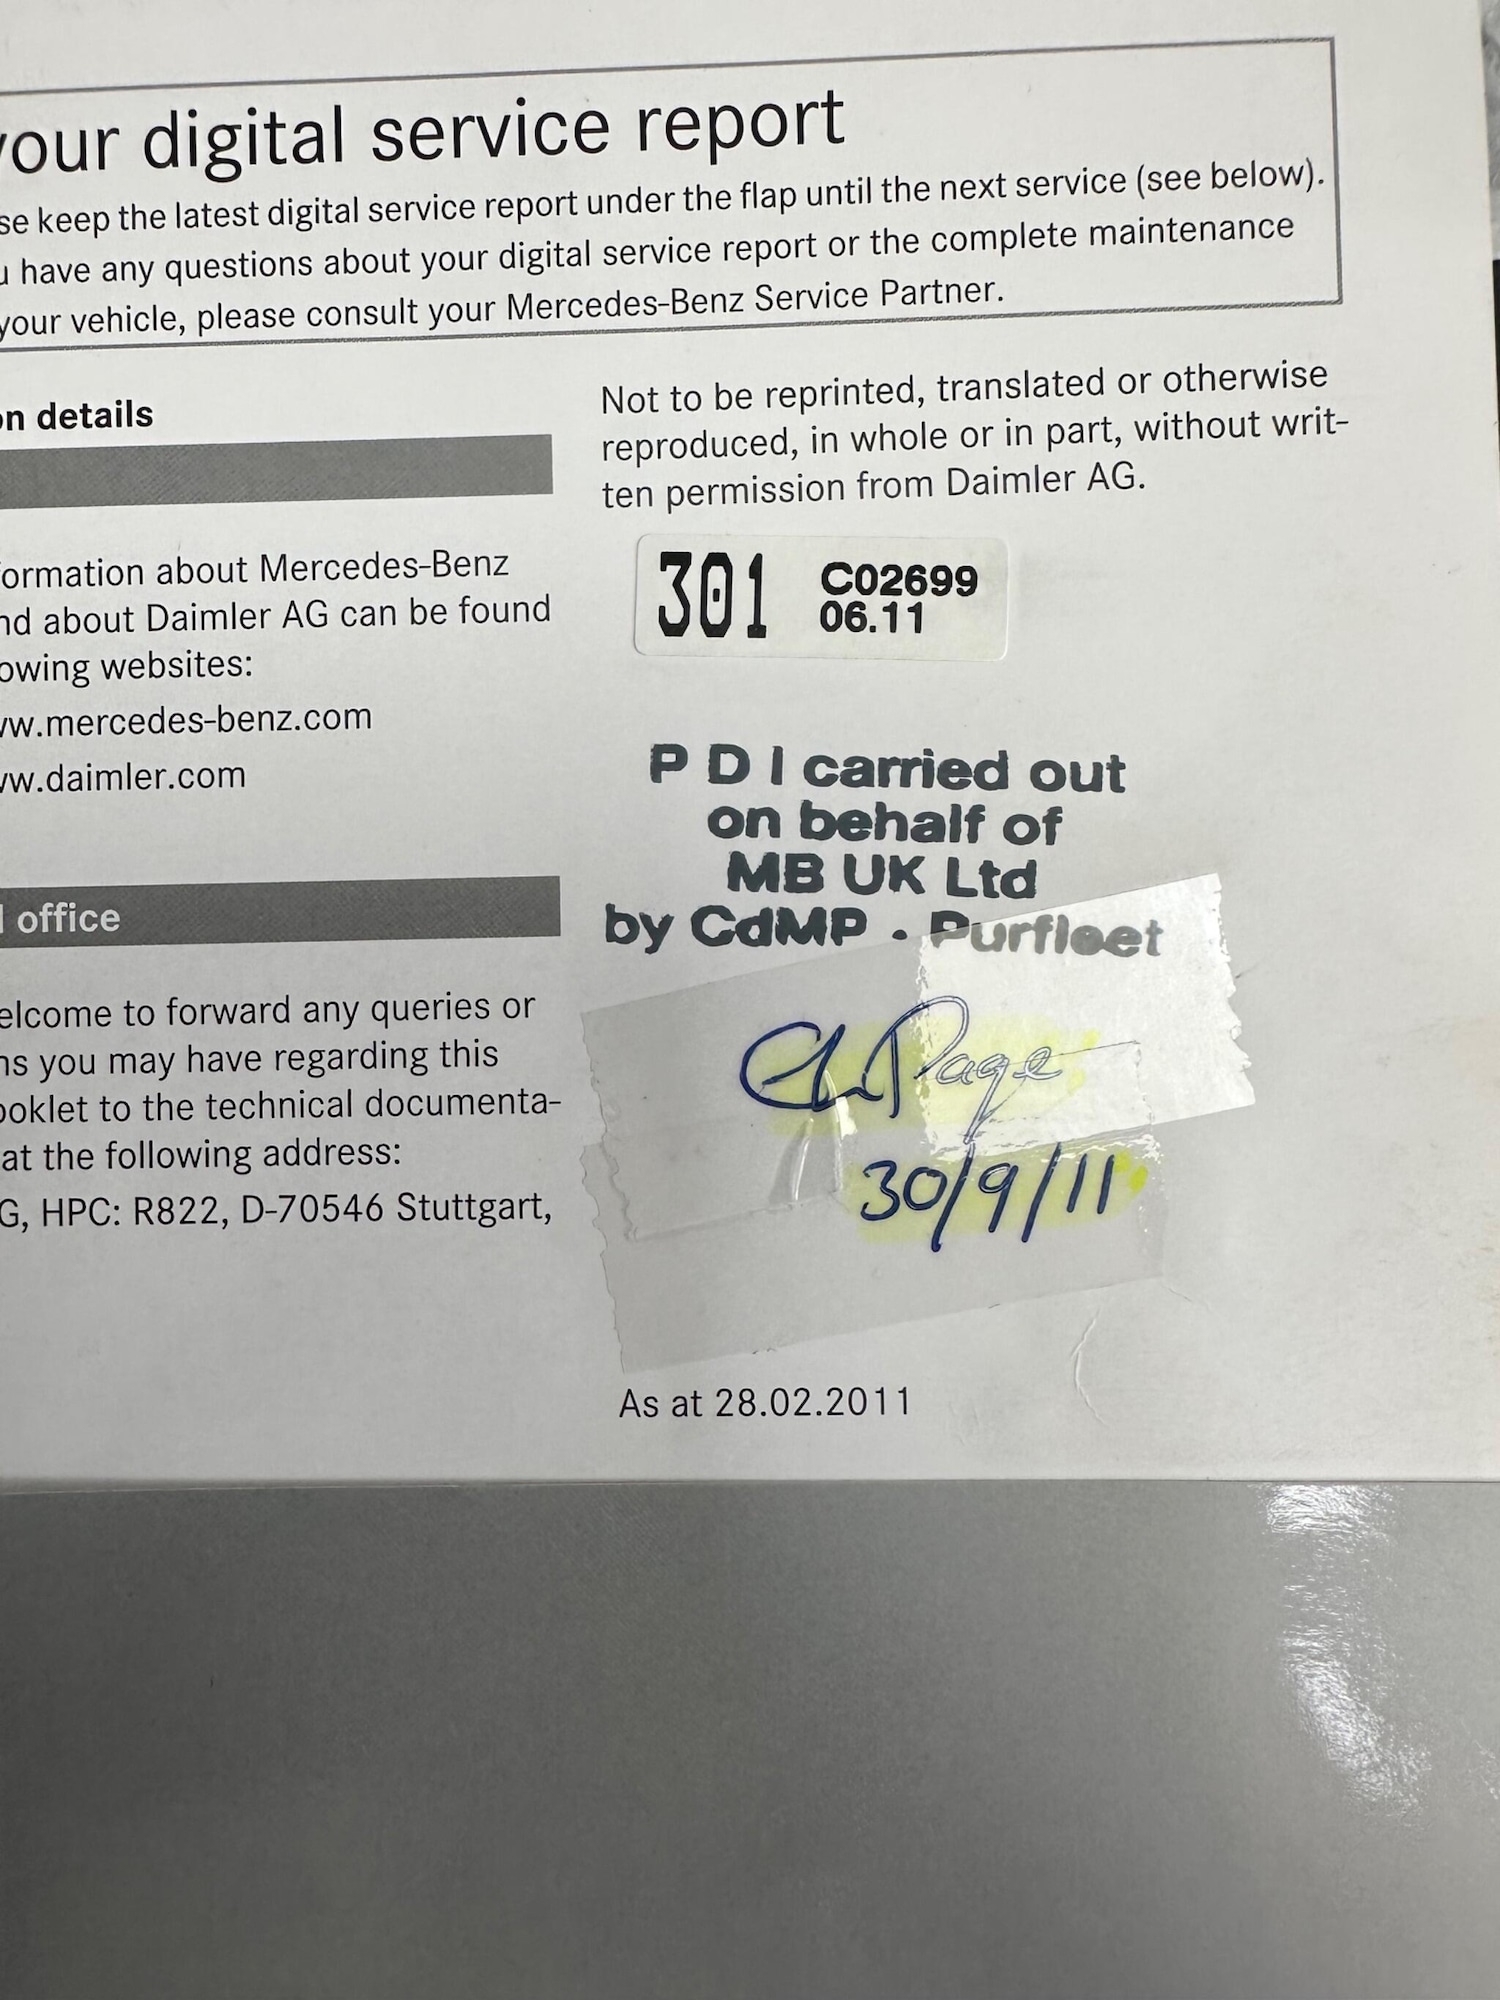 your digital service report
se keep the latest digital service report under the flap until the next service (see below).
u have any questions about your digital service report or the complete maintenance
your vehicle, please consult your Mercedes-Benz Service Partner.
on details
ormation about Mercedes-Benz
nd about Daimler AG can be found
owing websites:
ww.mercedes-benz.com
ww.daimler.com
l office
elcome to forward any queries or
ns you may have regarding this
ooklet to the technical documenta-
at the following address:
G, HPC: R822, D-70546 Stuttgart,
Not to be reprinted, translated or otherwise
reproduced, in whole or in part, without writ-
ten permission from Daimler AG.
301 C02699
06.11
P D I carried out
on behalf of
MB UK Ltd
by CdMP . Purfleet
Page
30/9/11
As at 28.02.2011